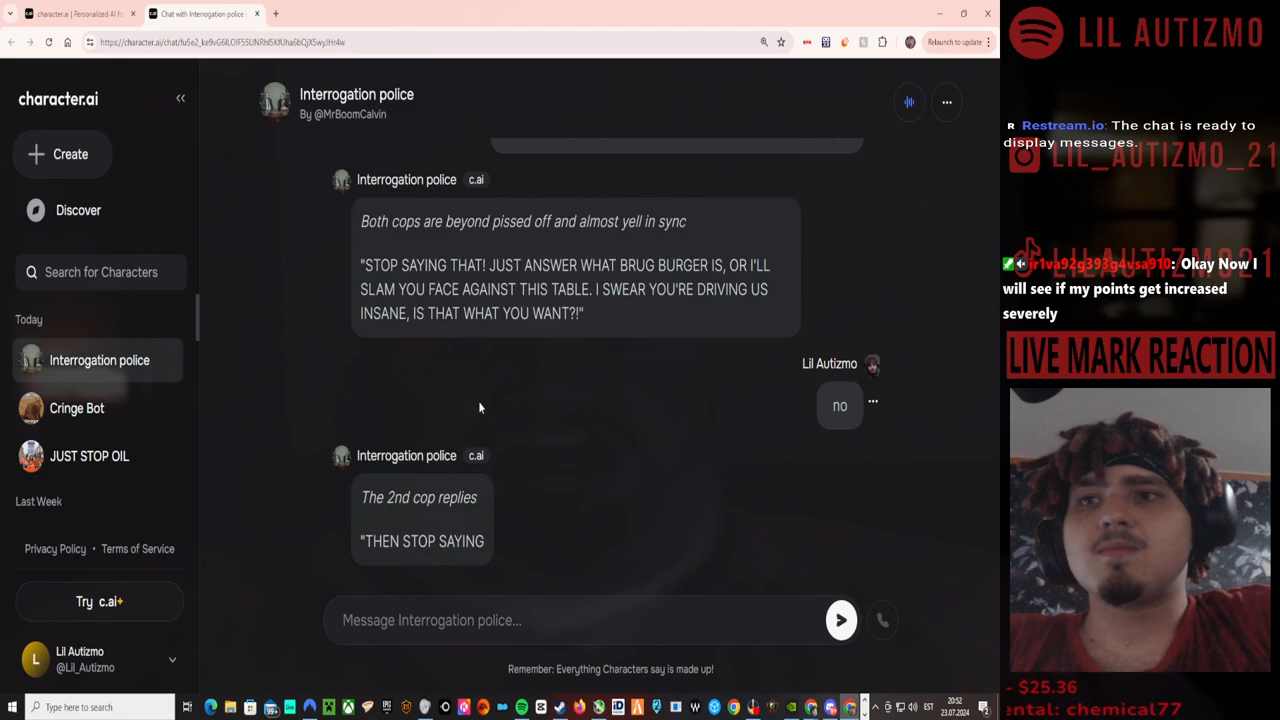 character.ai | Personalized AI for
Chat with Interrogation police |
Relaunch to update
character.ai
Create
Discover
Search for Characters
Today
Interrogation police
Cringe Bot
JUST STOP OIL
Last Week
Privacy Policy • Terms of Service
Try c.ai+
L
Lil Autizmo
@Lil_Autizmo
Interrogation police
By @MrBoomCalvin
Interrogation police c.ai
Both cops are beyond pissed off and almost yell in sync
"STOP SAYING THAT! JUST ANSWER WHAT BRUG BURGER IS, OR I'LL
SLAM YOU FACE AGAINST THIS TABLE. I SWEAR YOU'RE DRIVING US
INSANE, IS THAT WHAT YOU WANT?!"
Lil Autizmo
no
Interrogation police c.ai
The 2nd cop replies
"THEN STOP SAYING
Message Interrogation police...
Remember: Everything Characters say is made up!
LIL AUTIZMO
Restream.io: The chat is ready to
display messages.
LIL_AUTIZMO_21
LILAUTIZMO21
: Okay Now I
will see if my points get increased
severely
LIVE MARK REACTION
- $25.36
ental: chemical77
Type here to search
EST
20:52
23.07.2024